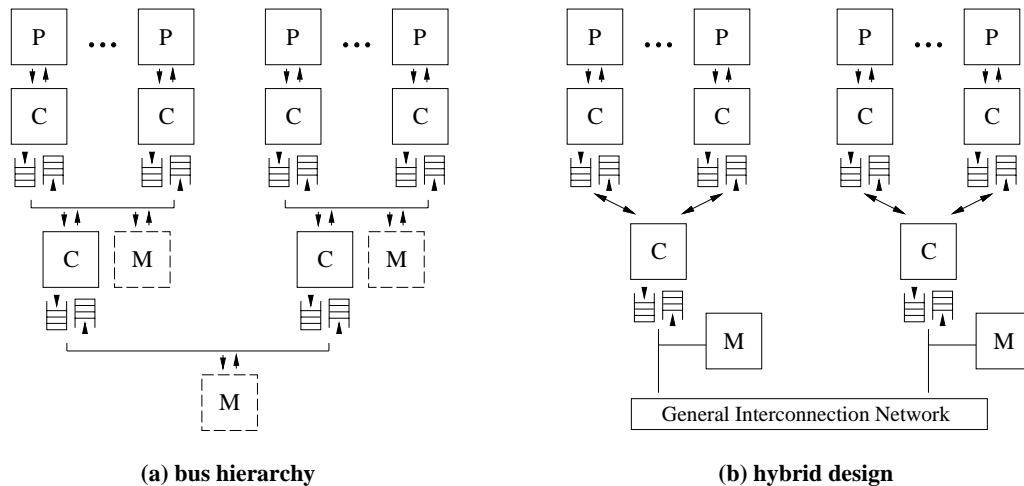 P ... P P ... P P ... P P ... P
C C C C C C C C
C M C M C C
M M
M
General Interconnection Network
(a) bus hierarchy (b) hybrid design